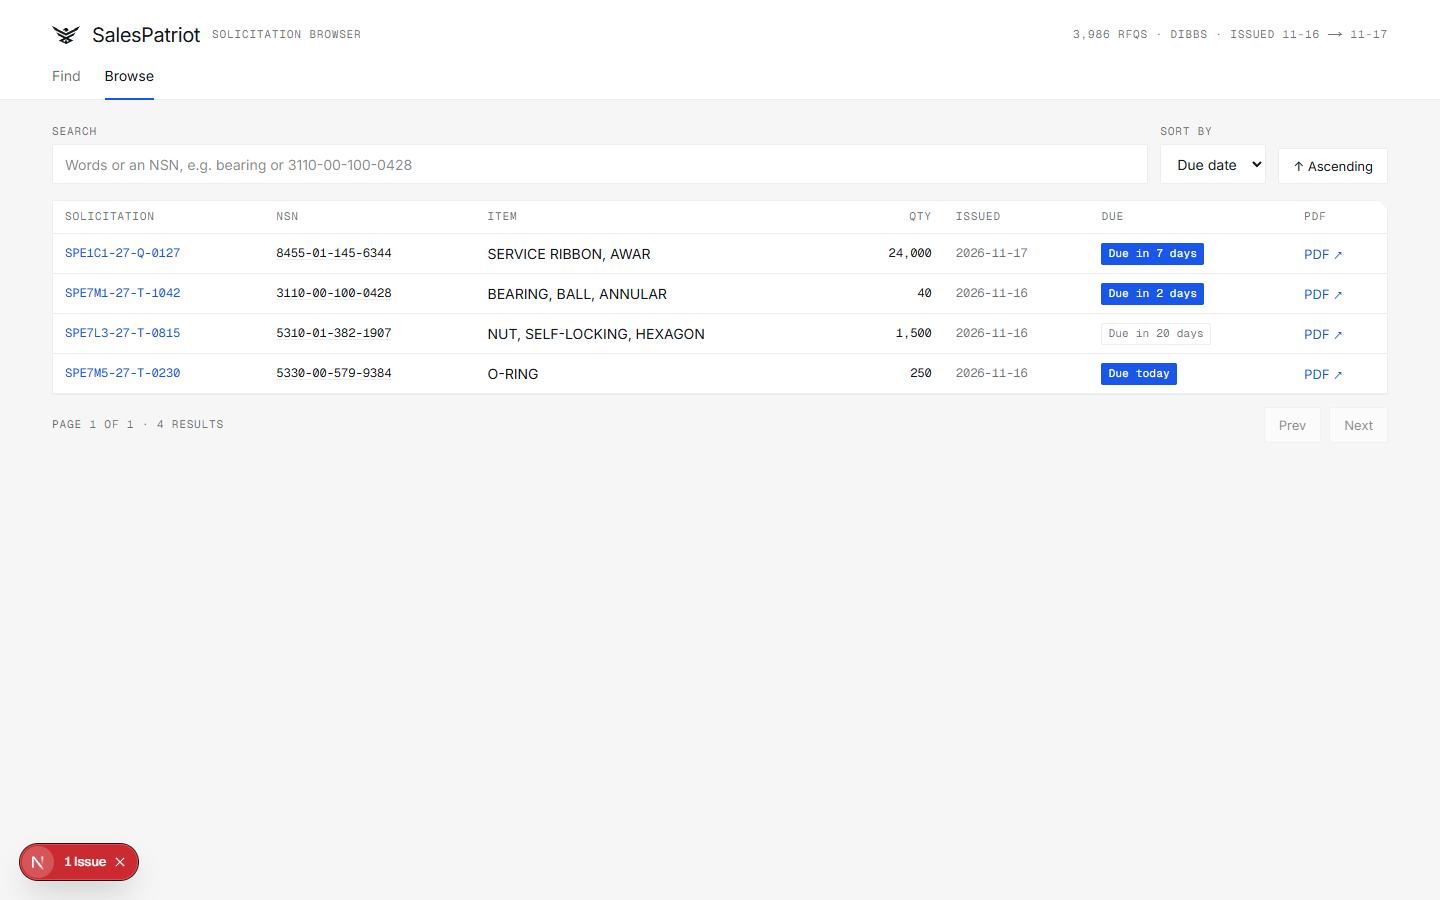 SalesPatriot SOLICITATION BROWSER 3,986 RFQS · DIBBS · ISSUED 11-16 → 11-17
Find Browse
SEARCH SORT BY
Words or an NSN, e.g. bearing or 3110-00-100-0428 Due date ↑ Ascending
SOLICITATION NSN ITEM QTY ISSUED DUE PDF
SPE1C1-27-Q-0127 8455-01-145-6344 SERVICE RIBBON, AWAR 24,000 2026-11-17 Due in 7 days PDF ↗
SPE7M1-27-T-1042 3110-00-100-0428 BEARING, BALL, ANNULAR 40 2026-11-16 Due in 2 days PDF ↗
SPE7L3-27-T-0815 5310-01-382-1907 NUT, SELF-LOCKING, HEXAGON 1,500 2026-11-16 Due in 20 days PDF ↗
SPE7M5-27-T-0230 5330-00-579-9384 O-RING 250 2026-11-16 Due today PDF ↗
PAGE 1 OF 1 · 4 RESULTS Prev Next
N 1 Issue ×